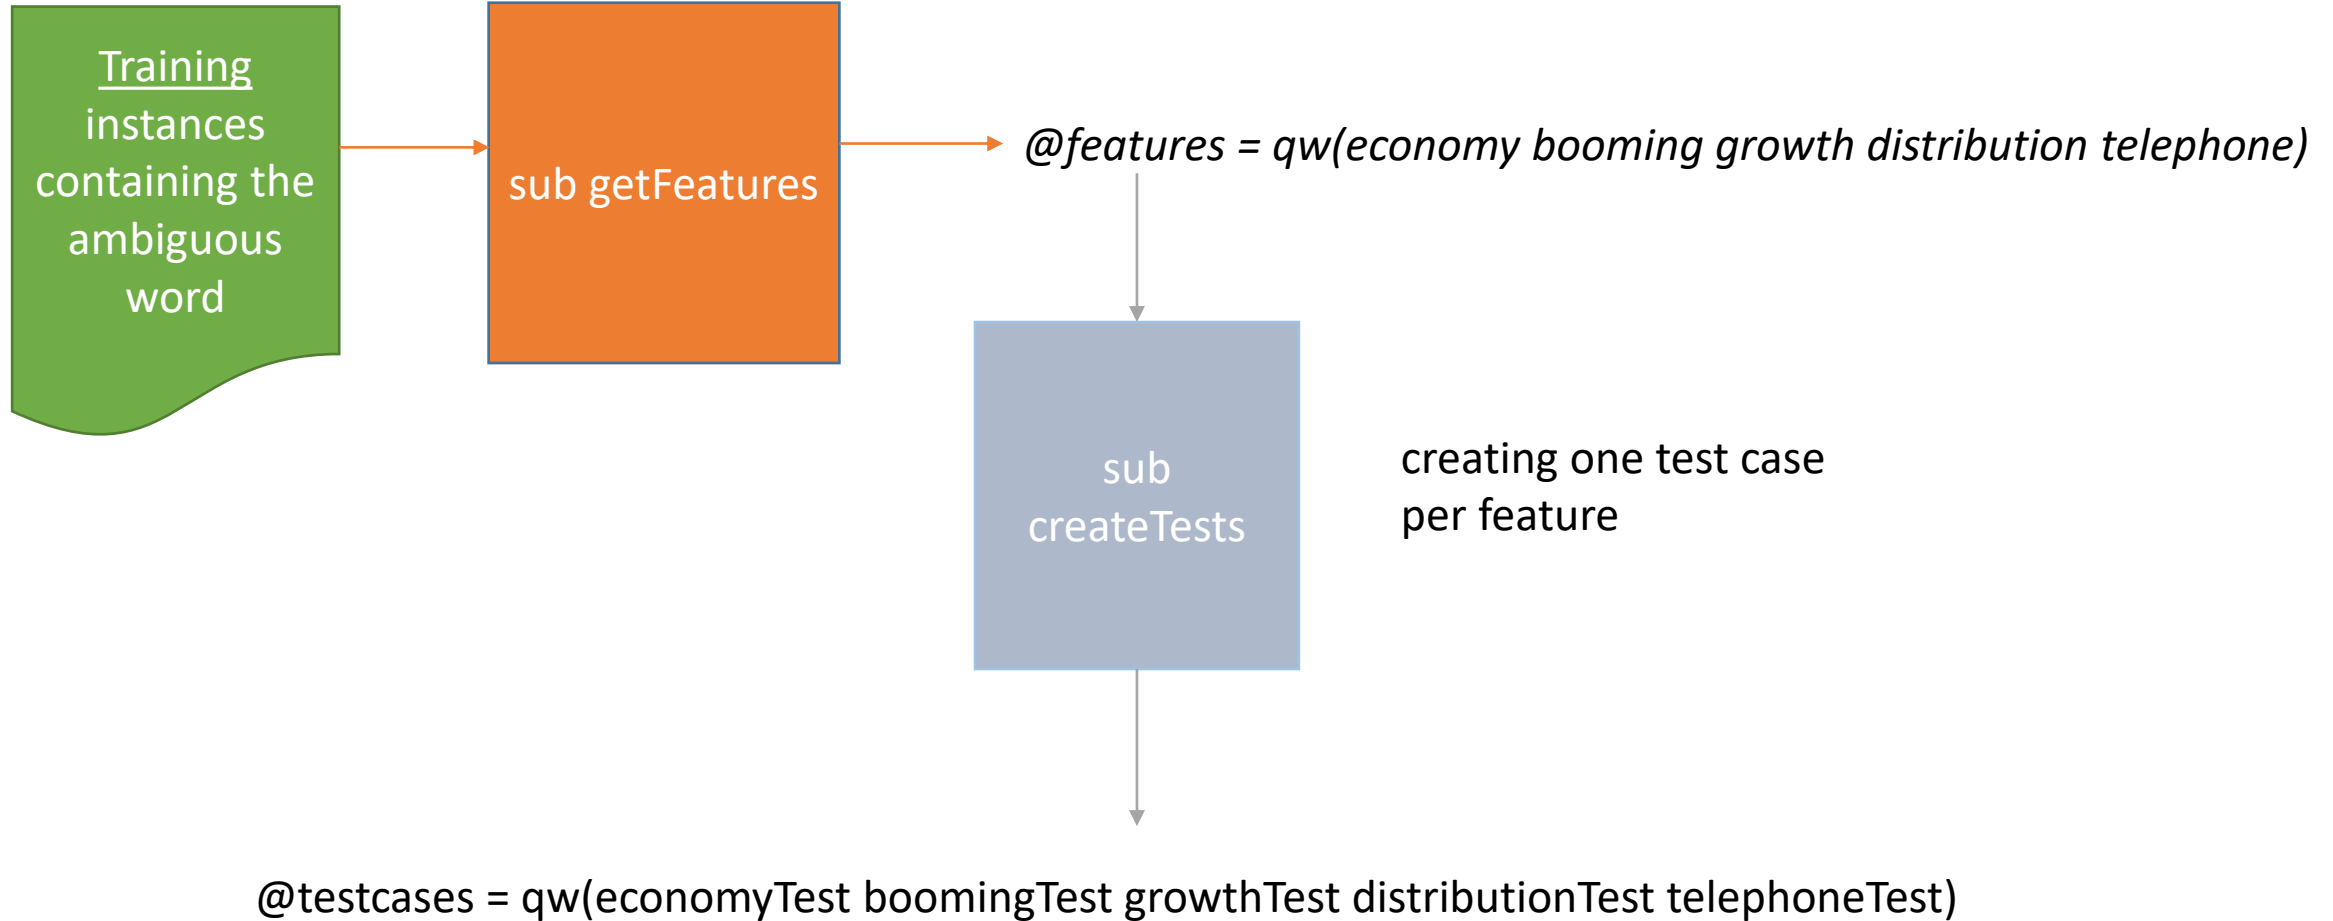 Training
instances
containing the
ambiguous
word
sub getFeatures
@features = qw(economy booming growth distribution telephone)
sub
createTests
creating one test case
per feature
@testcases = qw(economyTest boomingTest growthTest distributionTest telephoneTest)